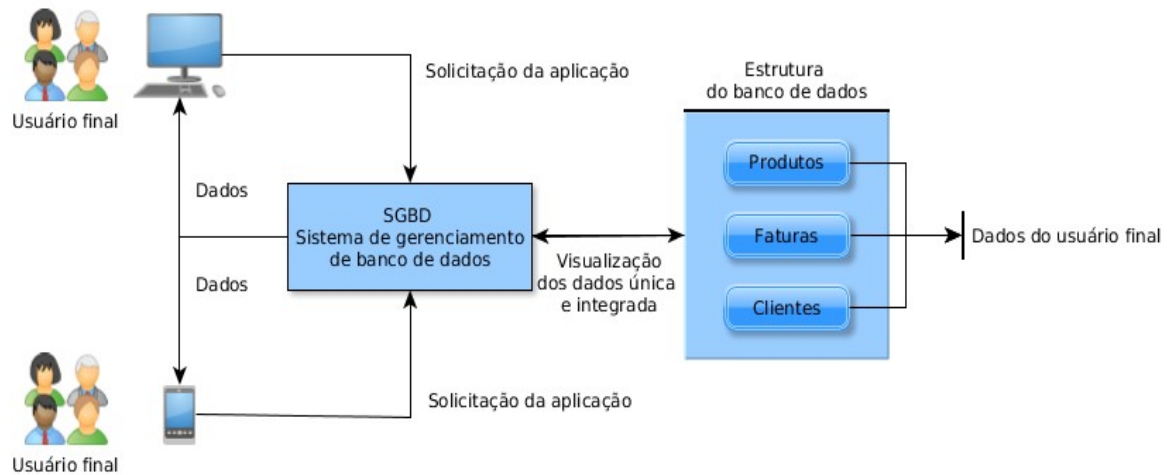 Usuário final
Solicitação da aplicação
Estrutura
do banco de dados
Produtos
Faturas
Clientes
Dados do usuário final
Dados
SGBD
Sistema de gerenciamento
de banco de dados
Visualização
dos dados única
e integrada
Dados
Solicitação da aplicação
Usuário final